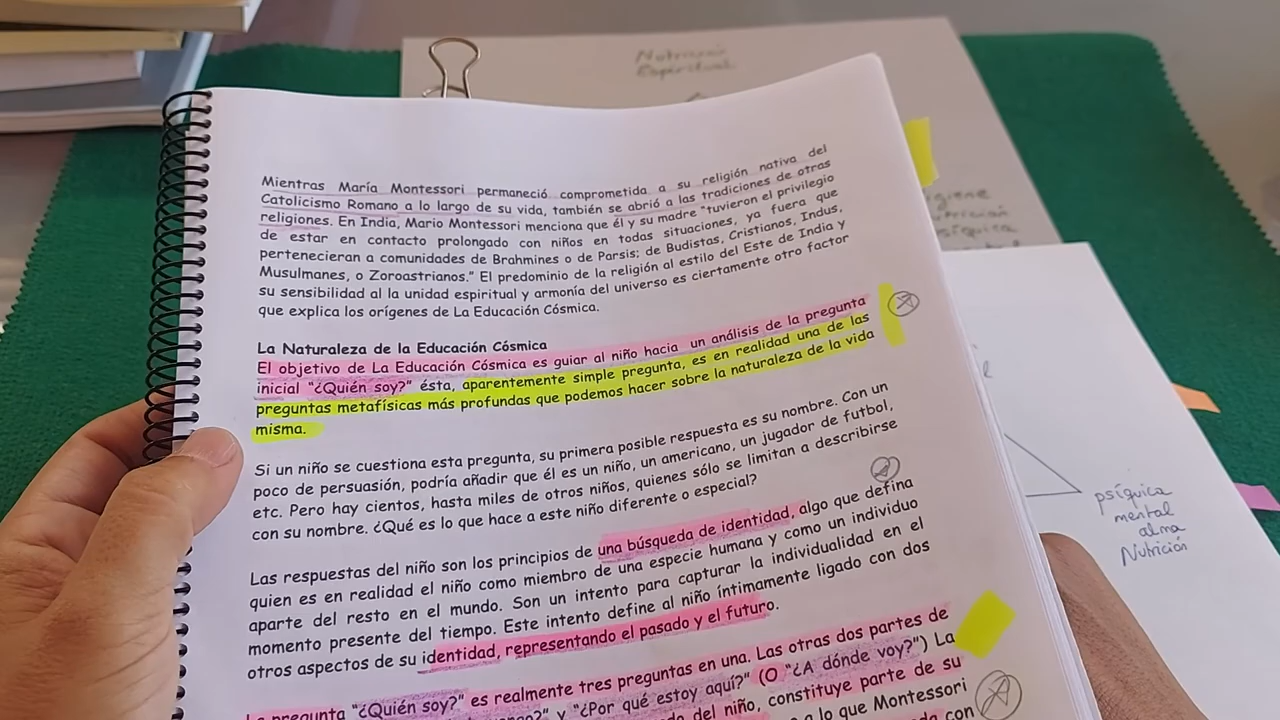 Nutrición
Espiritual
Mientras María Montessori permaneció comprometida a su religión nativa del
Catolicismo Romano a lo largo de su vida, también se abrió a las tradiciones de otras
religiones. En India, Mario Montessori menciona que él y su madre "tuvieron el privilegio
de estar en contacto prolongado con niños en todas situaciones, ya fuera que
pertenecieran a comunidades de Brahmines o de Parsis; de Budistas, Cristianos, Indus,
Musulmanes, o Zoroastrianos." El predominio de la religión al estilo del Este de India y
su sensibilidad al la unidad espiritual y armonía del universo es ciertamente otro factor
que explica los orígenes de La Educación Cósmica.
La Naturaleza de la Educación Cósmica
El objetivo de La Educación Cósmica es guiar al niño hacia un análisis de la pregunta
inicial "¿Quién soy?" ésta, aparentemente simple pregunta, es en realidad una de las
preguntas metafísicas más profundas que podemos hacer sobre la naturaleza de la vida
misma.
Si un niño se cuestiona esta pregunta, su primera posible respuesta es su nombre. Con un
poco de persuasión, podría añadir que él es un niño, un americano, un jugador de futbol,
etc. Pero hay cientos, hasta miles de otros niños, quienes sólo se limitan a describirse
con su nombre. ¿Qué es lo que hace a este niño diferente o especial?
Las respuestas del niño son los principios de una búsqueda de identidad, algo que defina
quien es en realidad el niño como miembro de una especie humana y como un individuo
aparte del resto en el mundo. Son un intento para capturar la individualidad en el
momento presente del tiempo. Este intento define al niño íntimamente ligado con dos
otros aspectos de su identidad, representando el pasado y el futuro.
La pregunta "¿Quién soy?" es realmente tres preguntas en una. Las otras dos partes de
y "¿Por qué estoy aquí?" (O "¿A dónde voy?") La
del niño, constituye parte de su
a lo que Montessori
con
psíquica
mental
alma
Nutrición